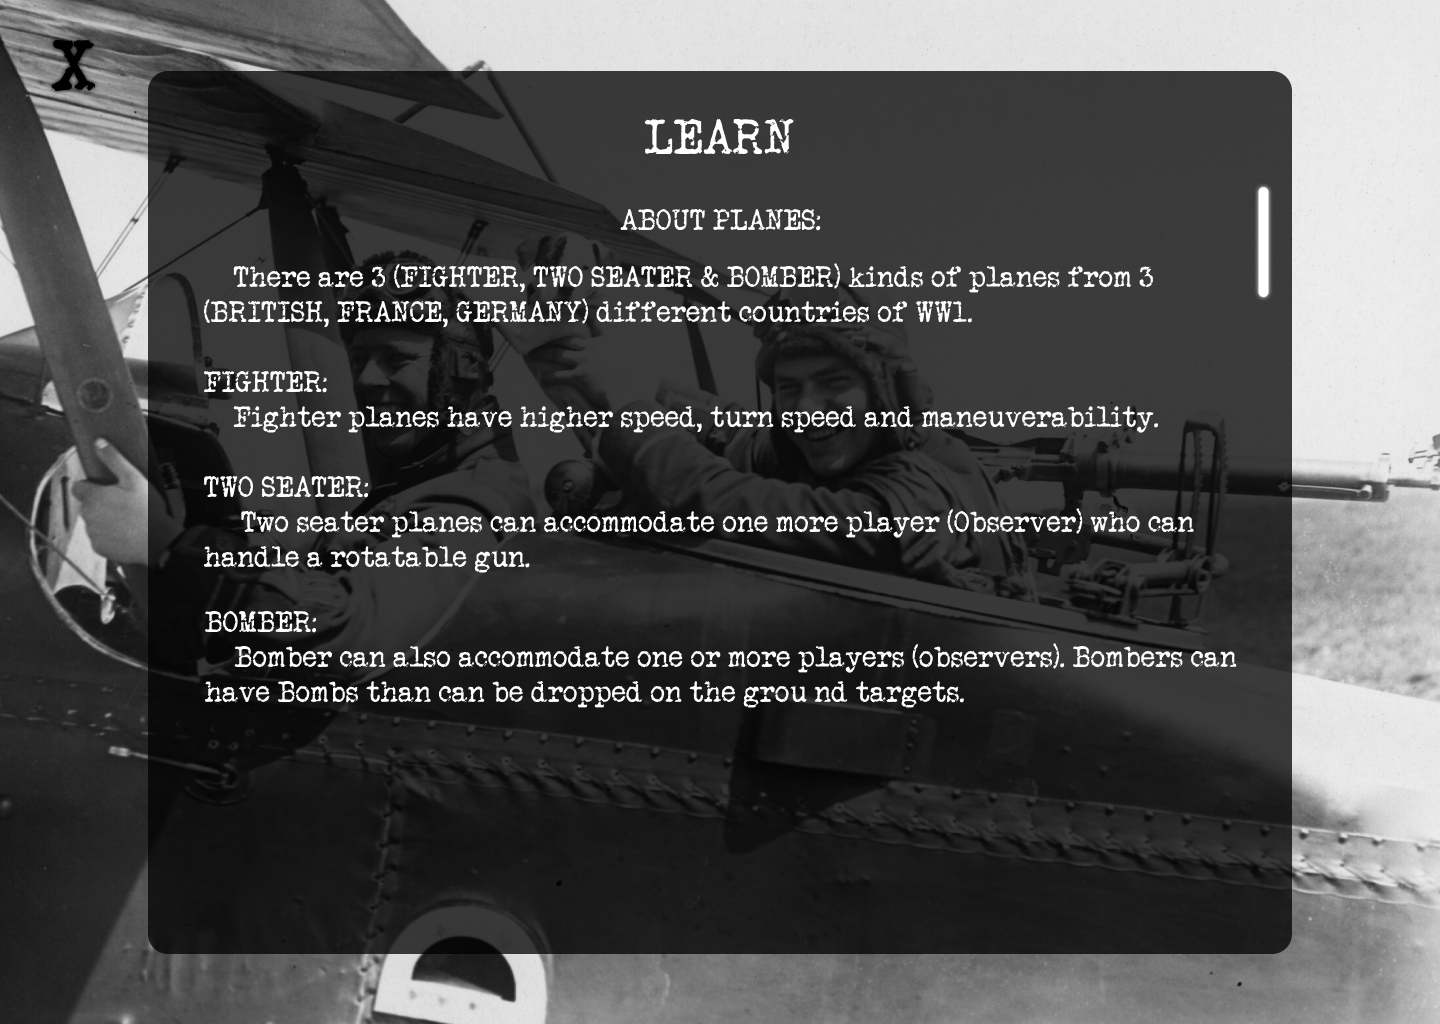 X
LEARN
ABOUT PLANES:
There are 3 (FIGHTER, TWO SEATER & BOMBER) kinds of planes from 3
(BRITISH, FRANCE, GERMANY) different countries of WW1.
FIGHTER:
Fighter planes have higher speed, turn speed and maneuverability.
TWO SEATER:
Two seater planes can accommodate one more player (Observer) who can
handle a rotatable gun.
BOMBER:
Bomber can also accommodate one or more players (observers). Bombers can
have Bombs than can be dropped on the grou nd targets.